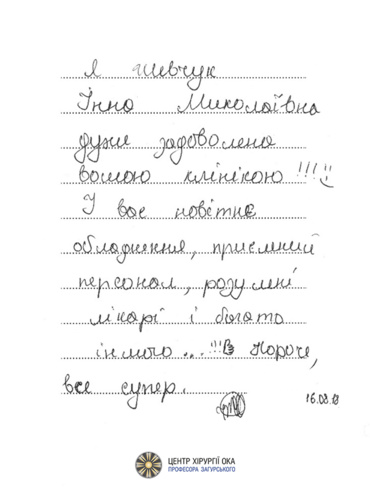 Я Шевчук
Інна Миколаївна
дуже задоволена
вашою клінікою!!!
У вас новітнє
обладнення, приємний
персонал, розумні
лікарі і багато
іншого...!!! Короче,
все супер.
16.08.18
ЦЕНТР ХІРУРГІЇ ОКА
ПРОФЕСОРА ЗАГУРСЬКОГО